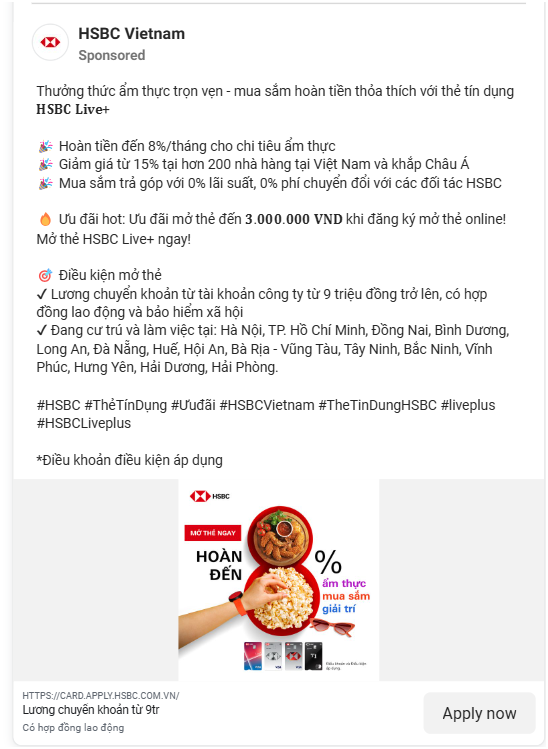 HSBC Vietnam
Sponsored
Thưởng thức ẩm thực trọn vẹn - mua sắm hoàn tiền thỏa thích với thẻ tín dụng
HSBC Live+
🎉 Hoàn tiền đến 8%/tháng cho chi tiêu ẩm thực
🎉 Giảm giá từ 15% tại hơn 200 nhà hàng tại Việt Nam và khắp Châu Á
🎉 Mua sắm trả góp với 0% lãi suất, 0% phí chuyển đổi với các đối tác HSBC
🔥 Ưu đãi hot: Ưu đãi mở thẻ đến 3.000.000 VND khi đăng ký mở thẻ online!
Mở thẻ HSBC Live+ ngay!
🎯 Điều kiện mở thẻ
✔ Lương chuyển khoản từ tài khoản công ty từ 9 triệu đồng trở lên, có hợp
đồng lao động và bảo hiểm xã hội
✔ Đang cư trú và làm việc tại: Hà Nội, TP. Hồ Chí Minh, Đồng Nai, Bình Dương,
Long An, Đà Nẵng, Huế, Hội An, Bà Rịa - Vũng Tàu, Tây Ninh, Bắc Ninh, Vĩnh
Phúc, Hưng Yên, Hải Dương, Hải Phòng.
#HSBC #ThẻTínDụng #Ưuđãi #HSBCVietnam #TheTinDungHSBC #liveplus
#HSBCLiveplus
*Điều khoản điều kiện áp dụng
HSBC
MỞ THẺ NGAY
HOÀN
ĐẾN
%
ẩm thực
mua sắm
giải trí
Điều khoản và Điều kiện
áp dụng.
HTTPS://CARD.APPLY.HSBC.COM.VN/
Lương chuyển khoản từ 9tr
Có hợp đồng lao động
Apply now